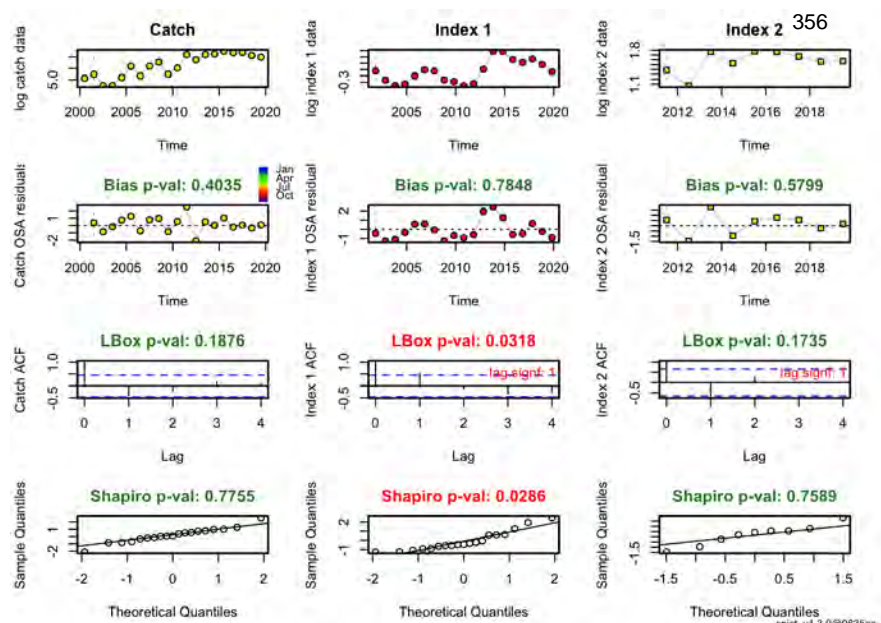 356
Catch
Index 1
Index 2
log catch data
5.0
2000 2005 2010 2015 2020
Time
log index 1 data
-0.3
2005 2010 2015 2020
Time
log index 2 data
1.1 1.8
2012 2014 2016 2018
Time
Bias p-val: 0.4035
Jan
Apr
Jul
Oct
Catch OSA residuals
-2 1
2000 2005 2010 2015 2020
Time
Bias p-val: 0.7848
Index 1 OSA residual
-1 2
2005 2010 2015 2020
Time
Bias p-val: 0.5799
Index 2 OSA residual
-1.5
2012 2014 2016 2018
Time
LBox p-val: 0.1876
Catch ACF
-0.5 1.0
0 1 2 3 4
Lag
LBox p-val: 0.0318
Index 1 ACF
-0.5 1.0
lag signf: 1
0 1 2 3 4
Lag
LBox p-val: 0.1735
Index 2 ACF
-0.5
lag signf: 1
0 1 2 3 4
Lag
Shapiro p-val: 0.7755
Sample Quantiles
-2 1
-2 -1 0 1 2
Theoretical Quantiles
Shapiro p-val: 0.0286
Sample Quantiles
-1 2
-2 -1 0 1 2
Theoretical Quantiles
Shapiro p-val: 0.7589
Sample Quantiles
-1.5
-1.5 -0.5 0.5 1.5
Theoretical Quantiles